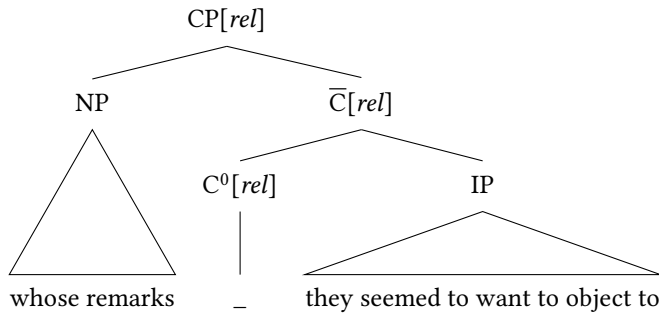 CP[rel]
NP C̅[rel]
C⁰[rel] IP
whose remarks _ they seemed to want to object to